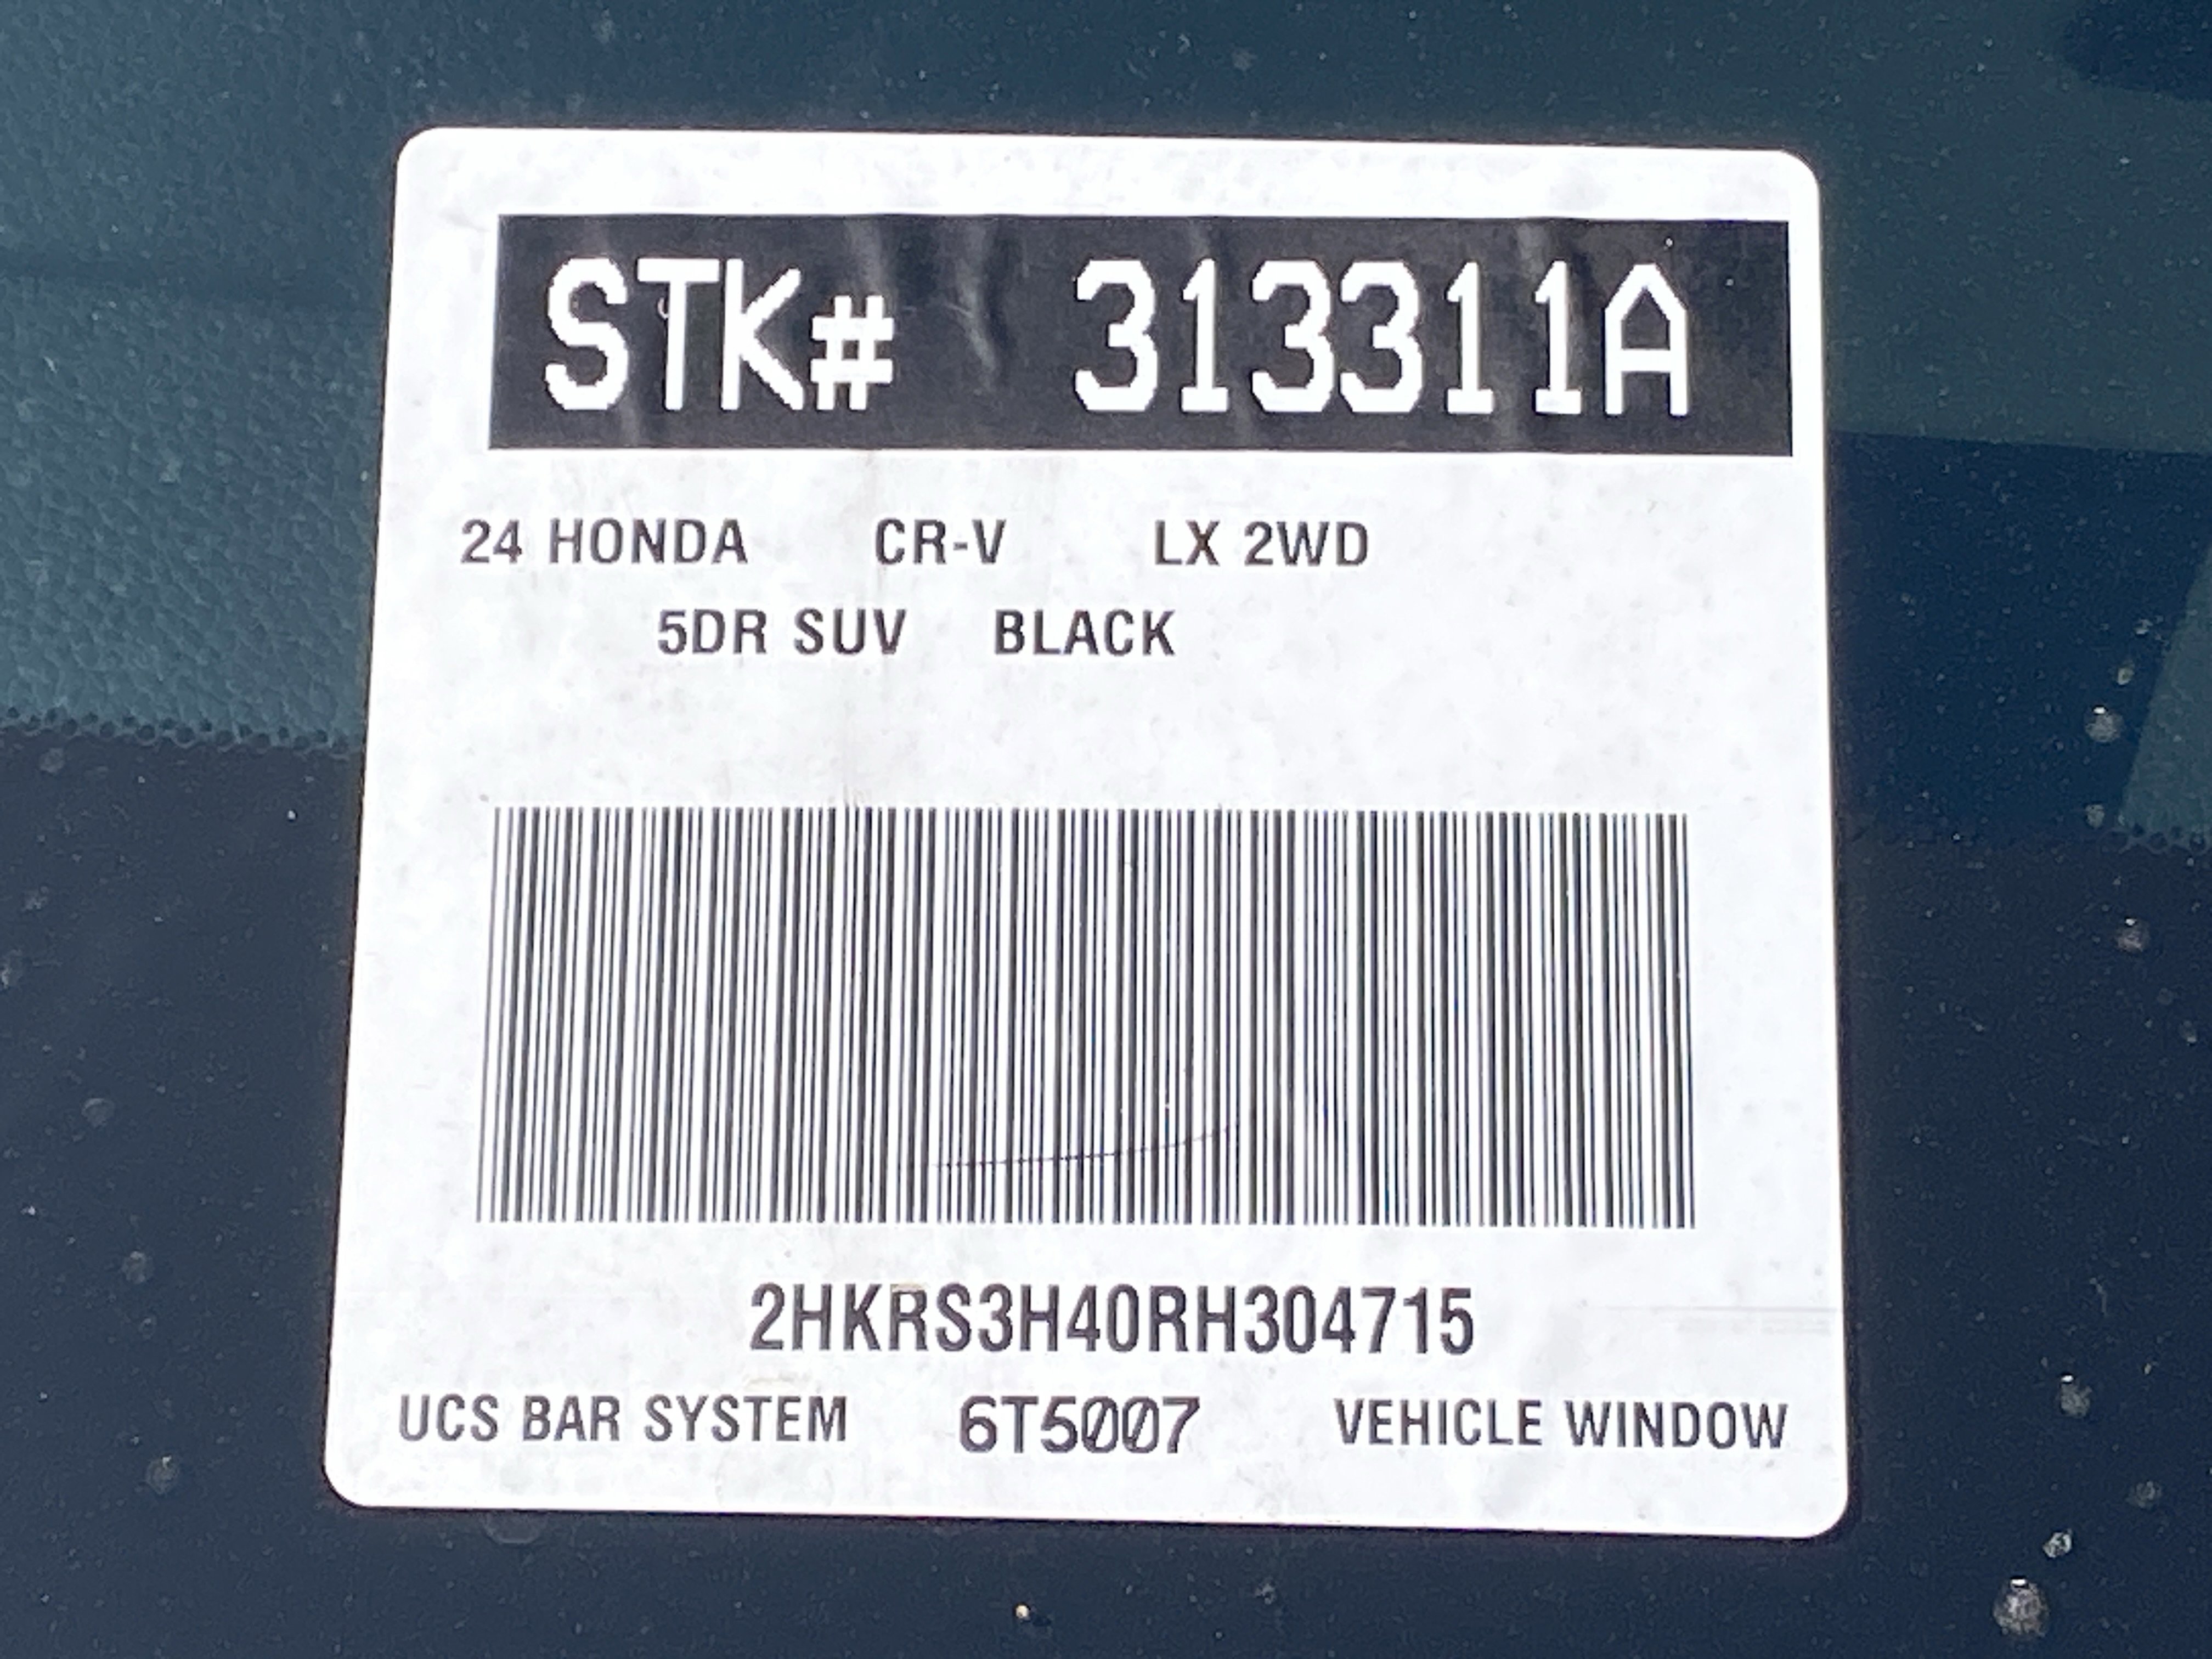 STK# 313311A
24 HONDA CR-V LX 2WD
5DR SUV BLACK
2HKRS3H40RH304715
UCS BAR SYSTEM 6T5007 VEHICLE WINDOW